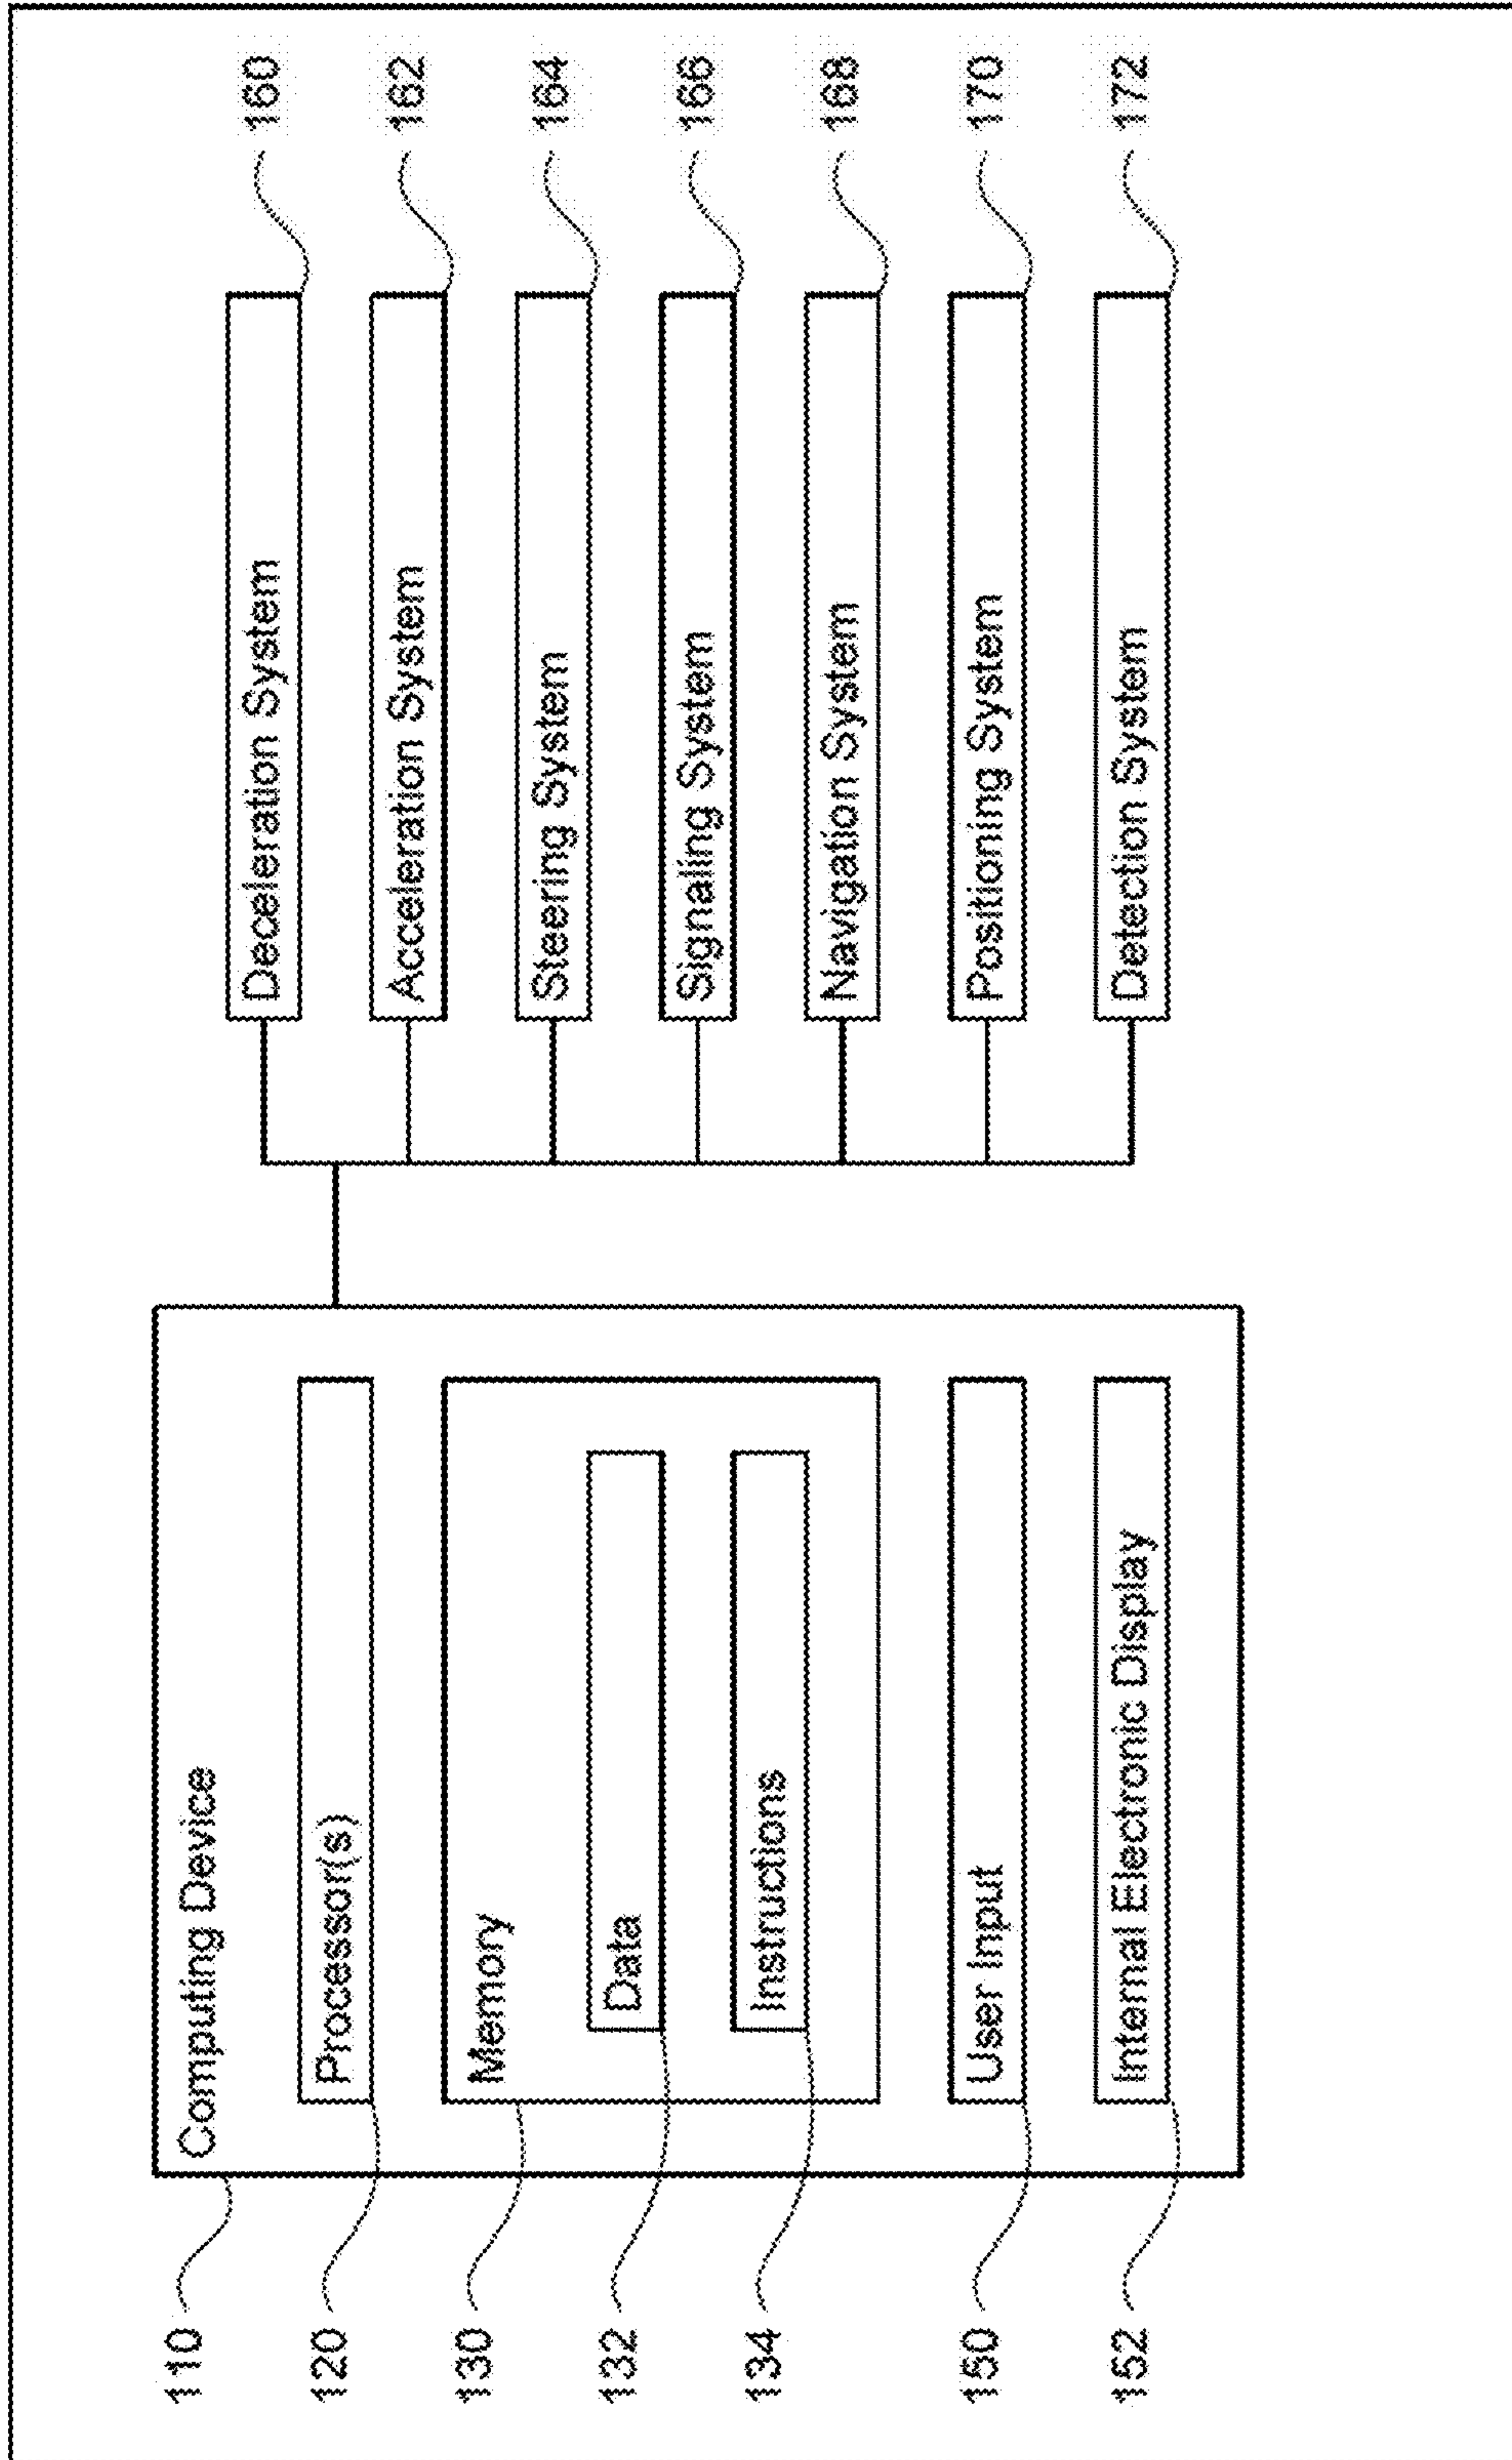 110
Computing Device
120
Processor(s)
130
Memory
132
Data
134
Instructions
150
User Input
152
Internal Electronic Display
Deceleration System
160
Acceleration System
162
Steering System
164
Signaling System
166
Navigation System
168
Positioning System
170
Detection System
172